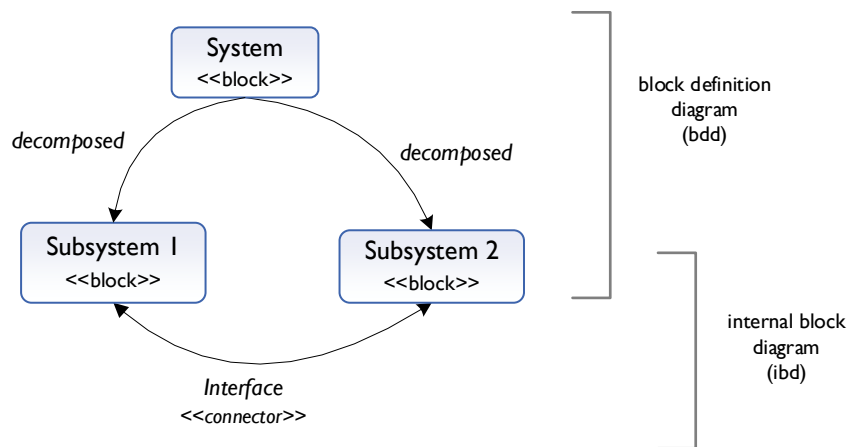 System
<<block>>
block definition
diagram
(bdd)
decomposed
decomposed
Subsystem 1
<<block>>
Subsystem 2
<<block>>
internal block
diagram
(ibd)
Interface
<<connector>>